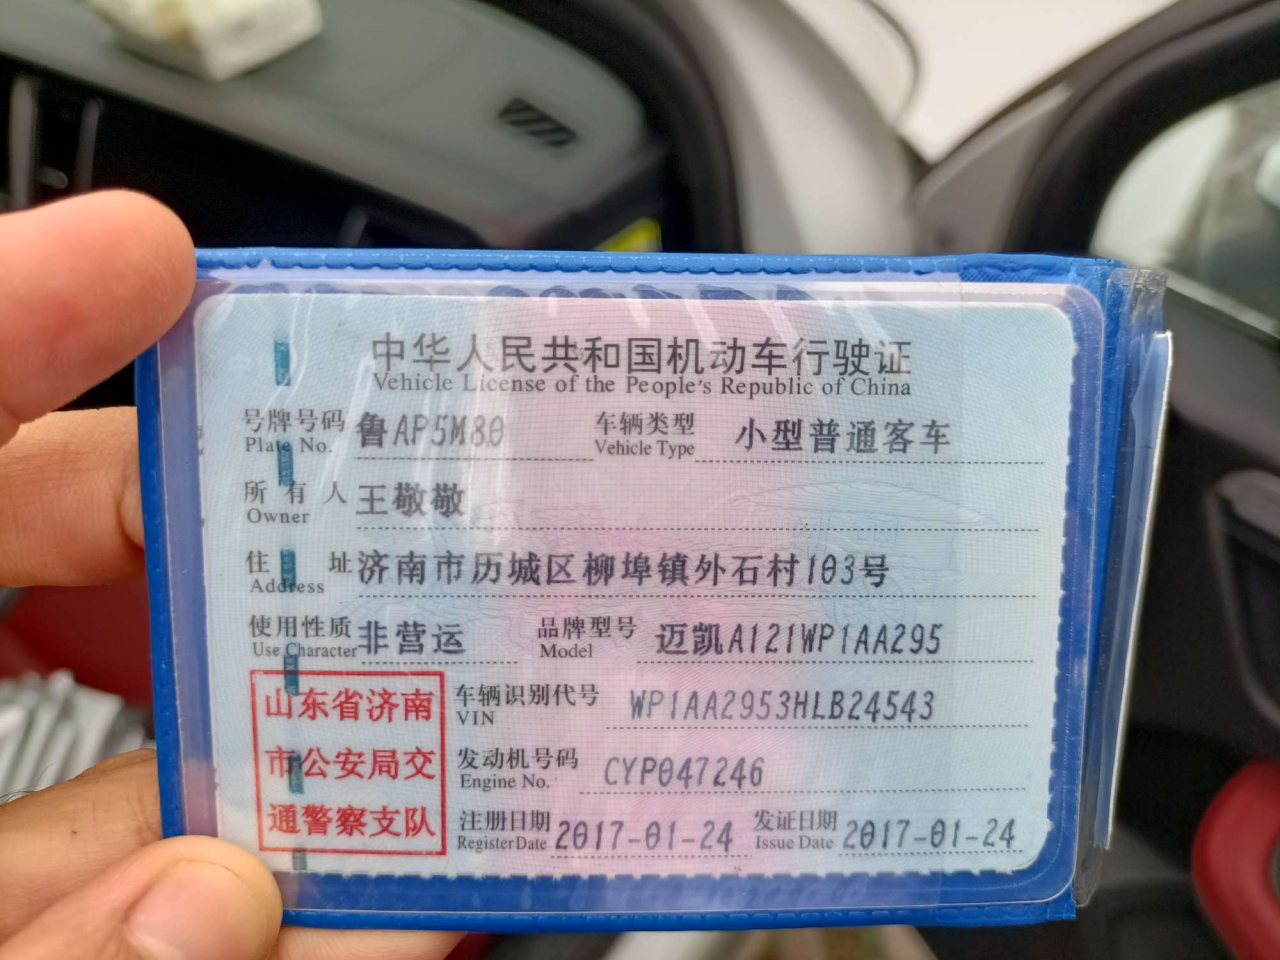 中华人民共和国机动车行驶证
Vehicle License of the People's Republic of China
号牌号码 鲁AP5M80 车辆类型 小型普通客车
Plate No. Vehicle Type
所有人 王敬敬
Owner
住址 济南市历城区柳埠镇外石村103号
Address
使用性质 非营运 品牌型号 迈凯A121WP1AA295
Use Character Model
山东省济南
市公安局交
通警察支队
车辆识别代号 WP1AA2953HLB24543
VIN
发动机号码 CYP047246
Engine No.
注册日期 2017-01-24 发证日期 2017-01-24
Register Date Issue Date